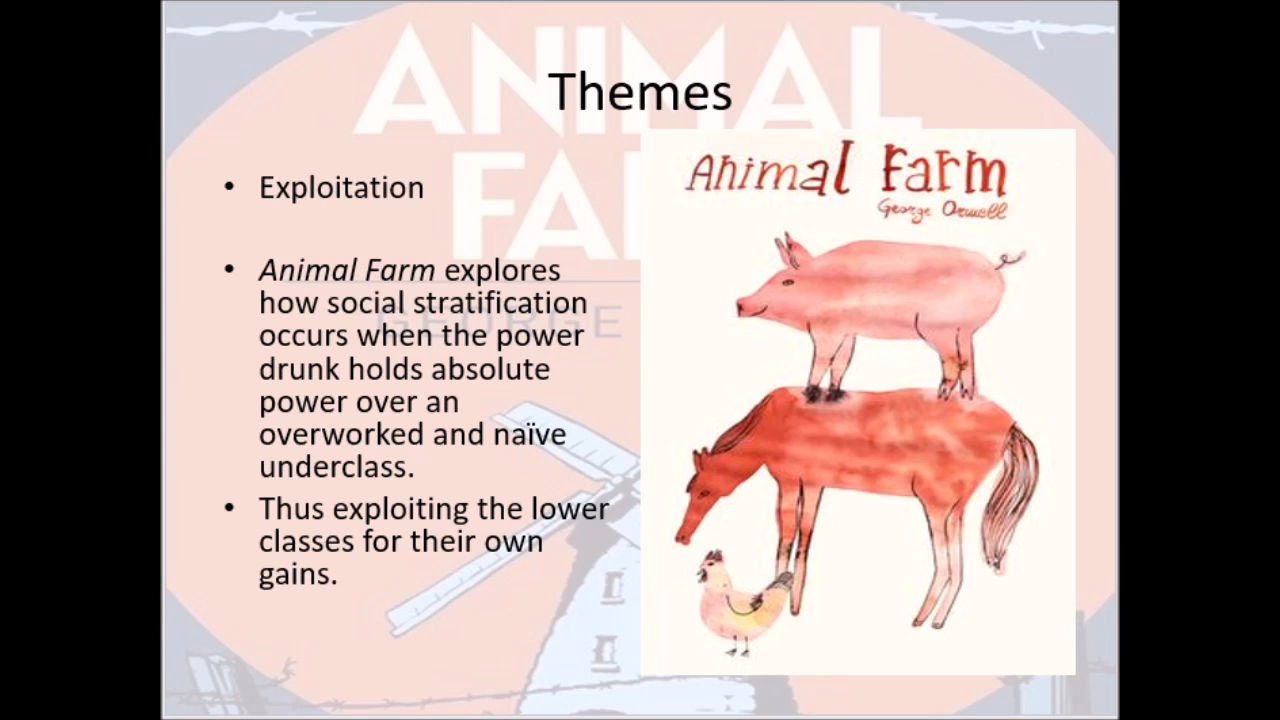 ANIMAL
Themes
FA
GEORGE
• Exploitation
• Animal Farm explores
how social stratification
occurs when the power
drunk holds absolute
power over an
overworked and naïve
underclass.
• Thus exploiting the lower
classes for their own
gains.
Animal Farm
George Orwell